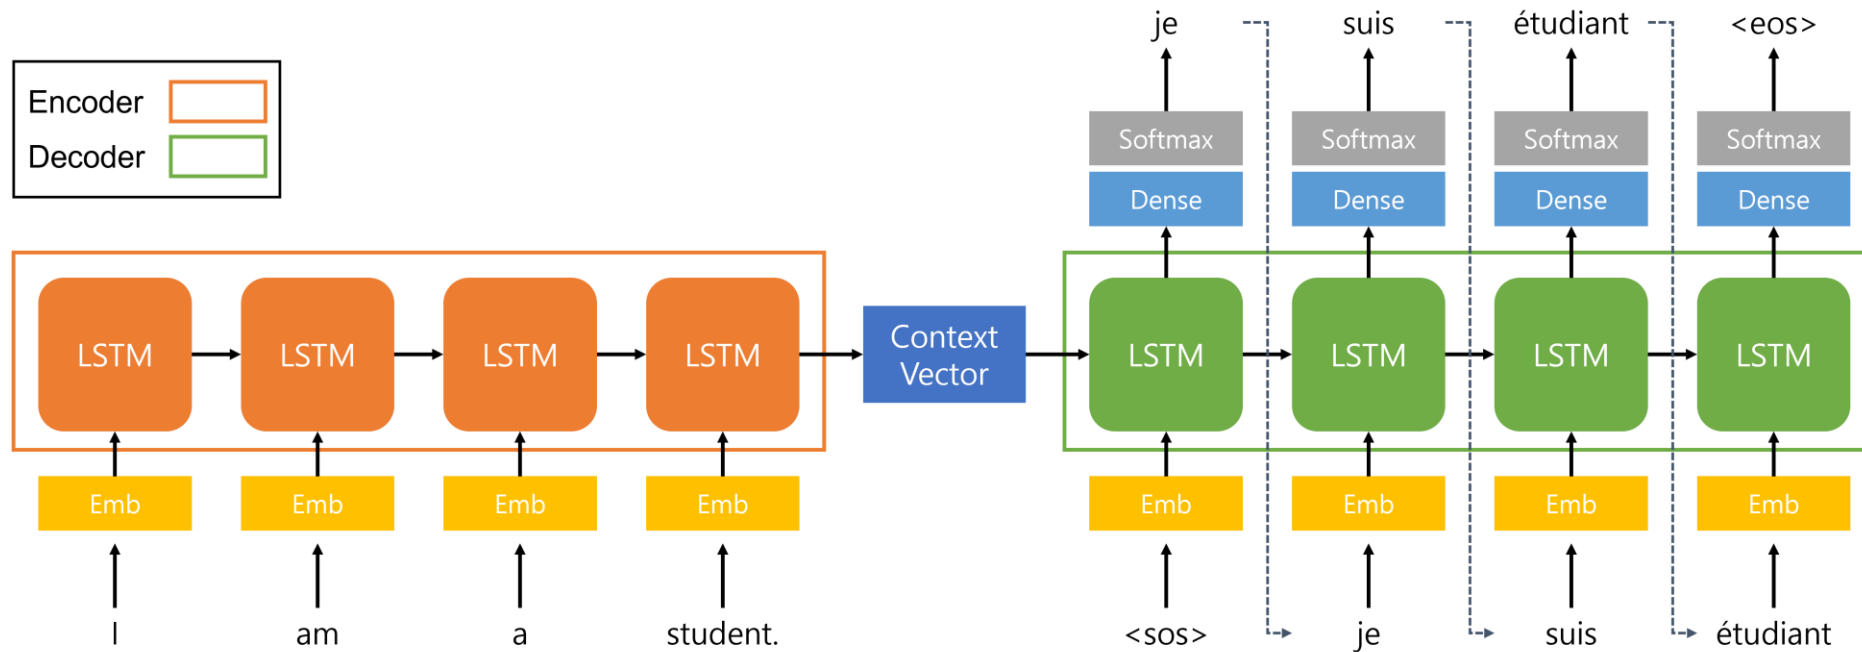 je suis étudiant <eos>
Encoder
Decoder
Softmax Softmax Softmax Softmax
Dense Dense Dense Dense
LSTM LSTM LSTM LSTM
Context
Vector
LSTM LSTM LSTM LSTM
Emb Emb Emb Emb
Emb Emb Emb Emb
I am a student.
<sos> je suis étudiant